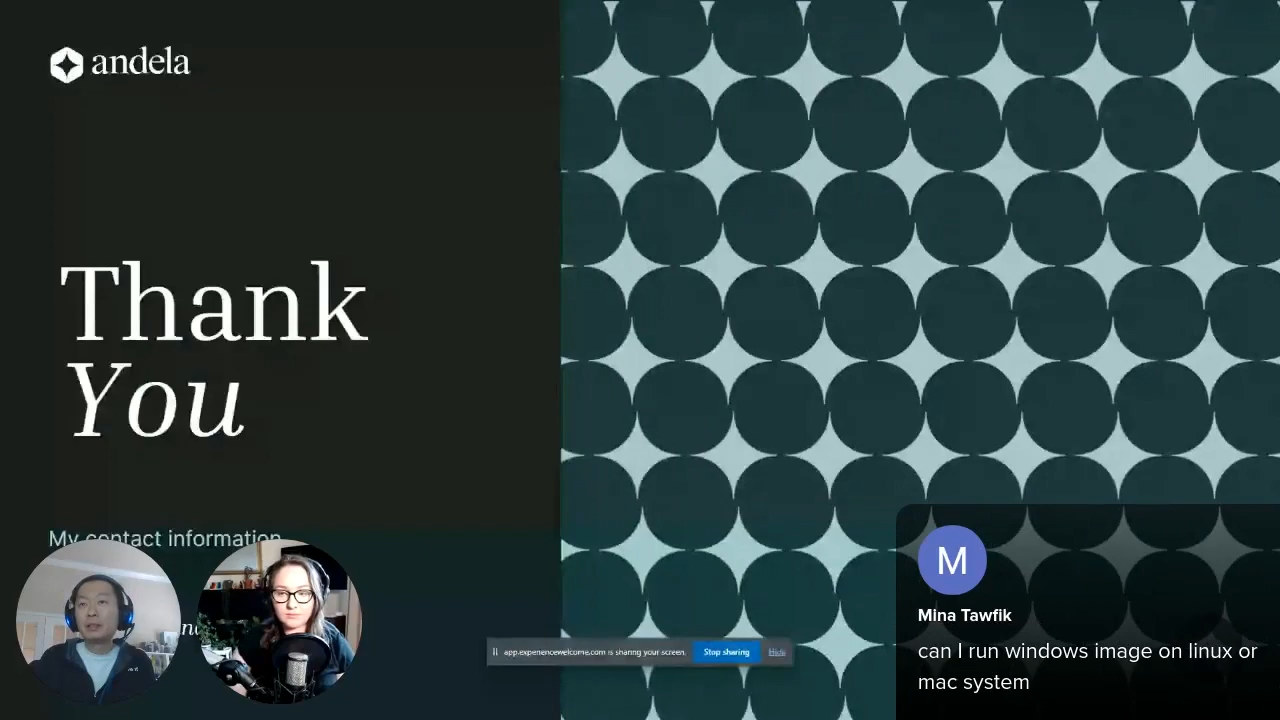 andela
Thank
You
My contact information
app.experiencewelcome.com is sharing your screen.
Stop sharing
Hide
M
Mina Tawfik
can I run windows image on linux or
mac system